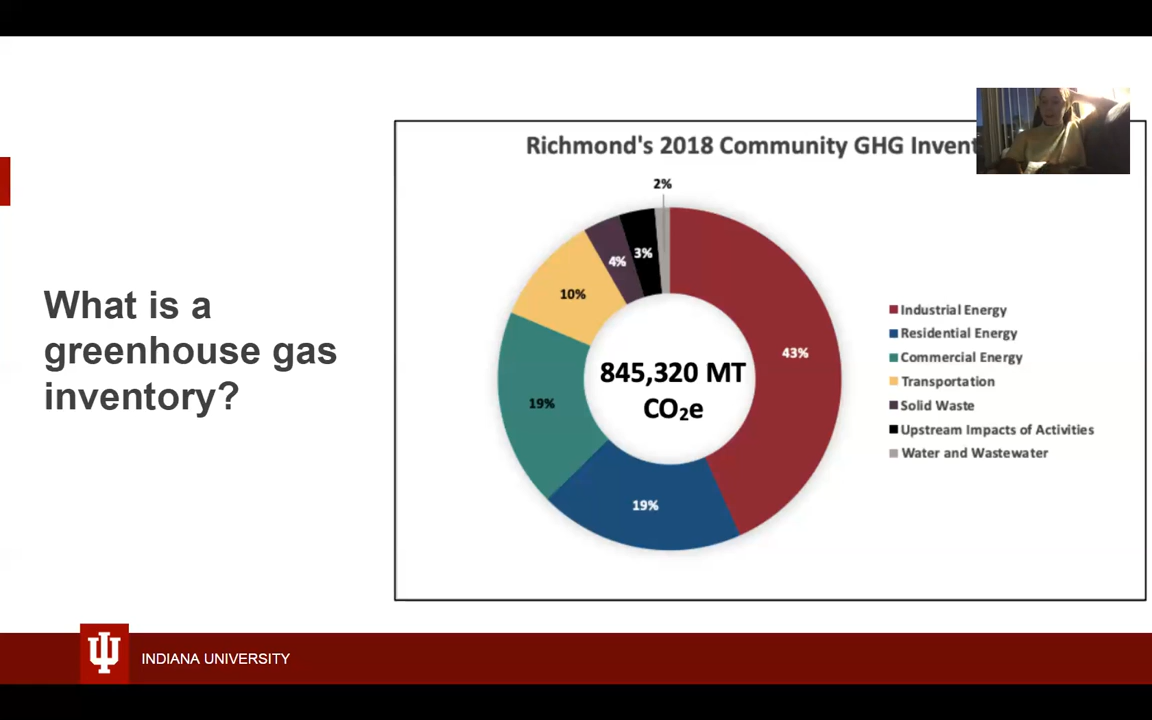 Richmond's 2018 Community GHG
2%
3%
4%
10%
43%
19%
19%
845,320 MT
CO₂e
Industrial Energy
Residential Energy
Commercial Energy
Transportation
Solid Waste
Upstream Impacts of Activities
Water and Wastewater
What is a
greenhouse gas
inventory?
INDIANA UNIVERSITY